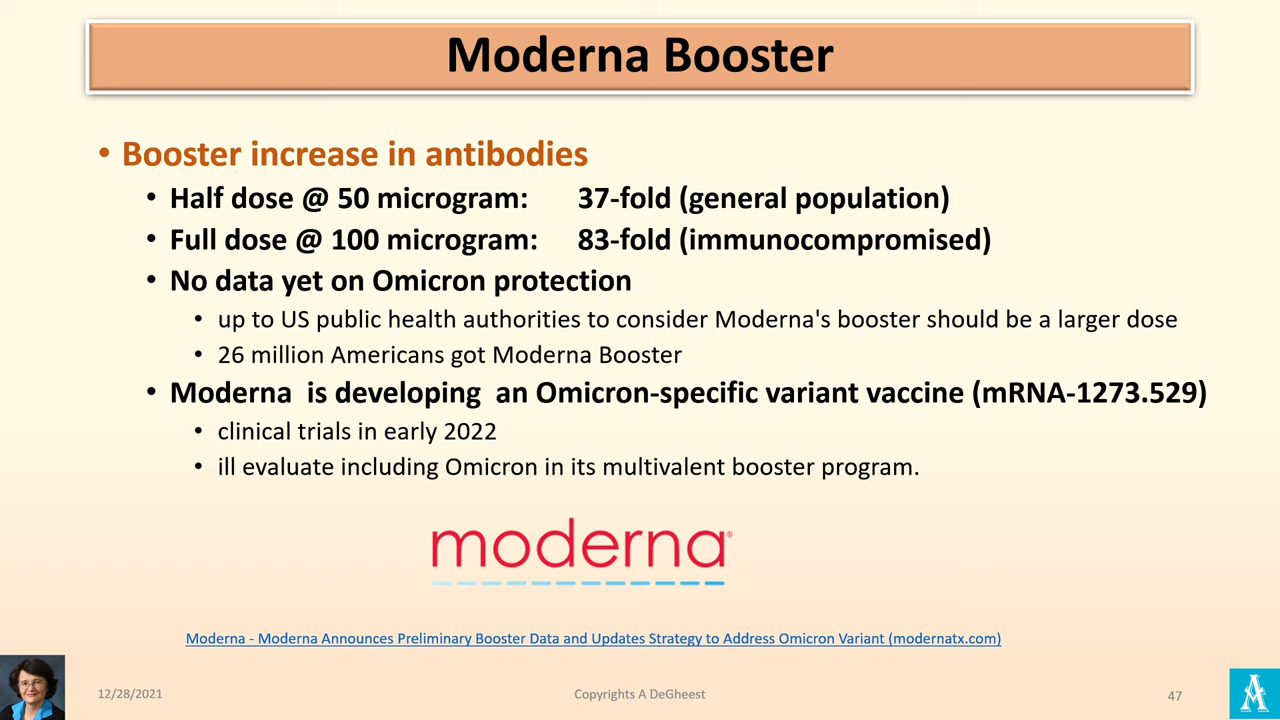 Moderna Booster
• Booster increase in antibodies
• Half dose @ 50 microgram: 37-fold (general population)
• Full dose @ 100 microgram: 83-fold (immunocompromised)
• No data yet on Omicron protection
• up to US public health authorities to consider Moderna's booster should be a larger dose
• 26 million Americans got Moderna Booster
• Moderna is developing an Omicron-specific variant vaccine (mRNA-1273.529)
• clinical trials in early 2022
• ill evaluate including Omicron in its multivalent booster program.
moderna®
Moderna - Moderna Announces Preliminary Booster Data and Updates Strategy to Address Omicron Variant (modernatx.com)
12/28/2021 Copyrights A DeGheest 47
A